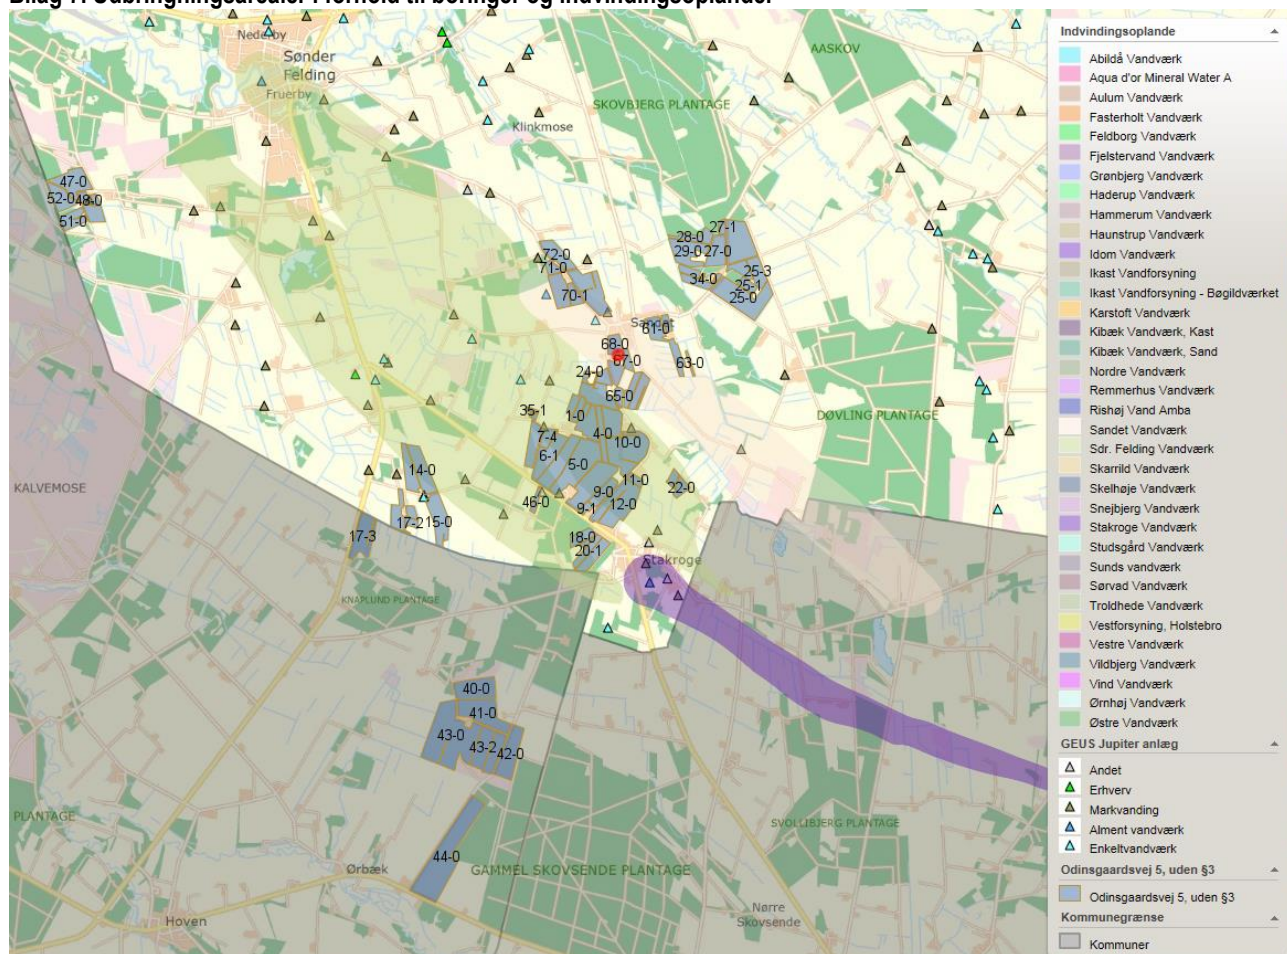 Nederby
Sønder
Felding
Fruerby
AASKOV
SKOVBJERG PLANTAGE
Klinkmose
47-0
52-0
48-0
51-0
72-0
71-0
70-1
28-0
27-1
29-0
27-0
34-0
25-3
25-1
25-0
61-0
68-0
67-0
63-0
24-0
65-0
35-1
1-0
7-4
4-0
10-0
6-1
5-0
11-0
22-0
46-0
9-0
9-1
12-0
18-0
20-1
14-0
17-2
15-0
17-3
DØVLING PLANTAGE
KALVEMOSE
Stakroge
KNAPLUND PLANTAGE
40-0
41-0
43-0
43-2
42-0
44-0
PLANTAGE
SVOLLIBJERG PLANTAGE
Ørbæk
GAMMEL SKOVSENDE PLANTAGE
Hoven
Nørre
Skovsende
Indvindingsoplande
Abildå Vandværk
Aqua d'or Mineral Water A
Aulum Vandværk
Fasterholt Vandværk
Feldborg Vandværk
Fjelstervand Vandværk
Grønbjerg Vandværk
Haderup Vandværk
Hammerum Vandværk
Haunstrup Vandværk
Idom Vandværk
Ikast Vandforsyning
Ikast Vandforsyning - Bøgildværket
Karstoft Vandværk
Kibæk Vandværk, Kast
Kibæk Vandværk, Sand
Nordre Vandværk
Remmerhus Vandværk
Rishøj Vand Amba
Sandet Vandværk
Sdr. Felding Vandværk
Skarrild Vandværk
Skelhøje Vandværk
Snejbjerg Vandværk
Stakroge Vandværk
Studsgård Vandværk
Sunds vandværk
Sørvad Vandværk
Troldhede Vandværk
Vestforsyning, Holstebro
Vestre Vandværk
Vildbjerg Vandværk
Vind Vandværk
Ørnhøj Vandværk
Østre Vandværk
GEUS Jupiter anlæg
Andet
Erhverv
Markvanding
Alment vandværk
Enkeltvandværk
Odinsgaardsvej 5, uden §3
Odinsgaardsvej 5, uden §3
Kommunegrænse
Kommuner